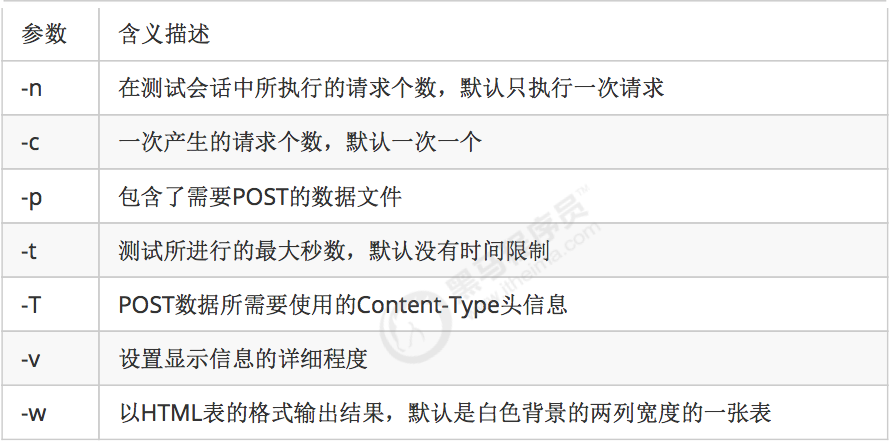 参数 含义描述
-n 在测试会话中所执行的请求个数，默认只执行一次请求
-c 一次产生的请求个数，默认一次一个
-p 包含了需要POST的数据文件
-t 测试所进行的最大秒数，默认没有时间限制
-T POST数据所需要使用的Content-Type头信息
-v 设置显示信息的详细程度
-w 以HTML表的格式输出结果，默认是白色背景的两列宽度的一张表
黑马程序员™
www.itheima.com